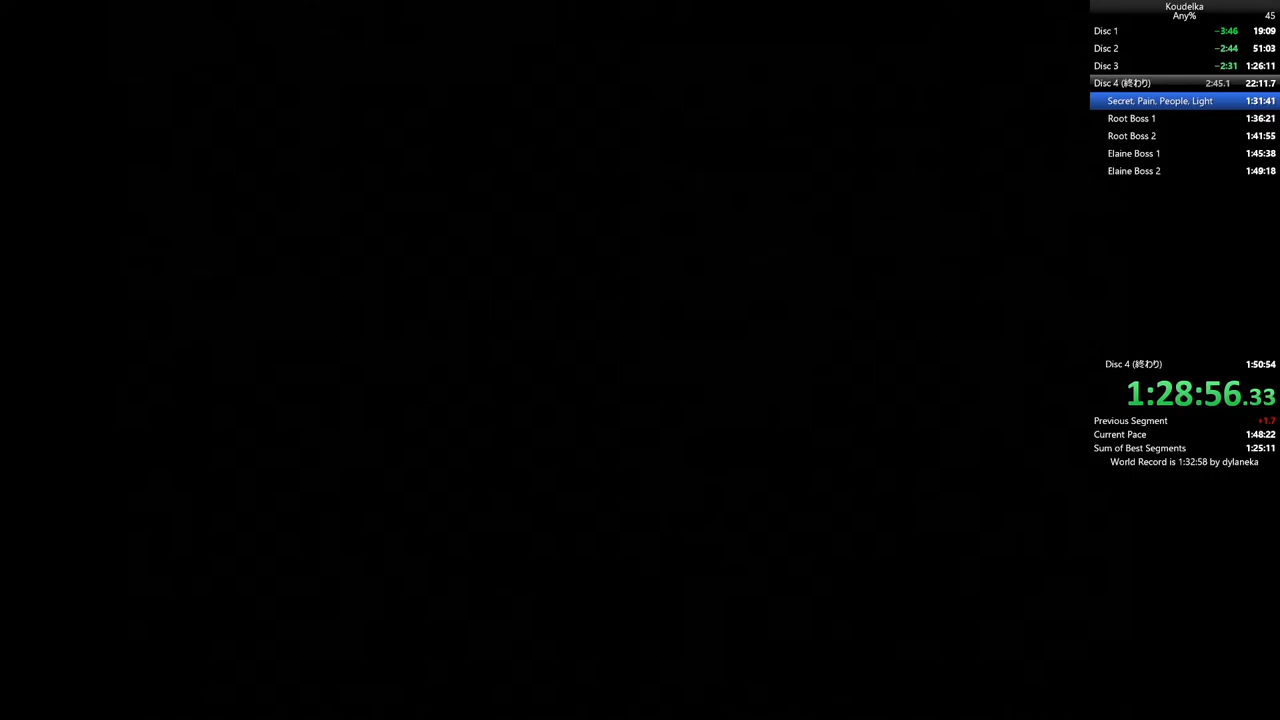 Koudelka
Any% 45
Disc 1 −3:46 19:09
Disc 2 −2:44 51:03
Disc 3 −2:31 1:26:11
Disc 4 (終わり) 2:45.1 22:11.7
Secret, Pain, People, Light 1:31:41
Root Boss 1 1:36:21
Root Boss 2 1:41:55
Elaine Boss 1 1:45:38
Elaine Boss 2 1:49:18
Disc 4 (終わり) 1:50:54
1:28:56.33
Previous Segment +1.7
Current Pace 1:48:22
Sum of Best Segments 1:25:11
World Record is 1:32:58 by dylaneka